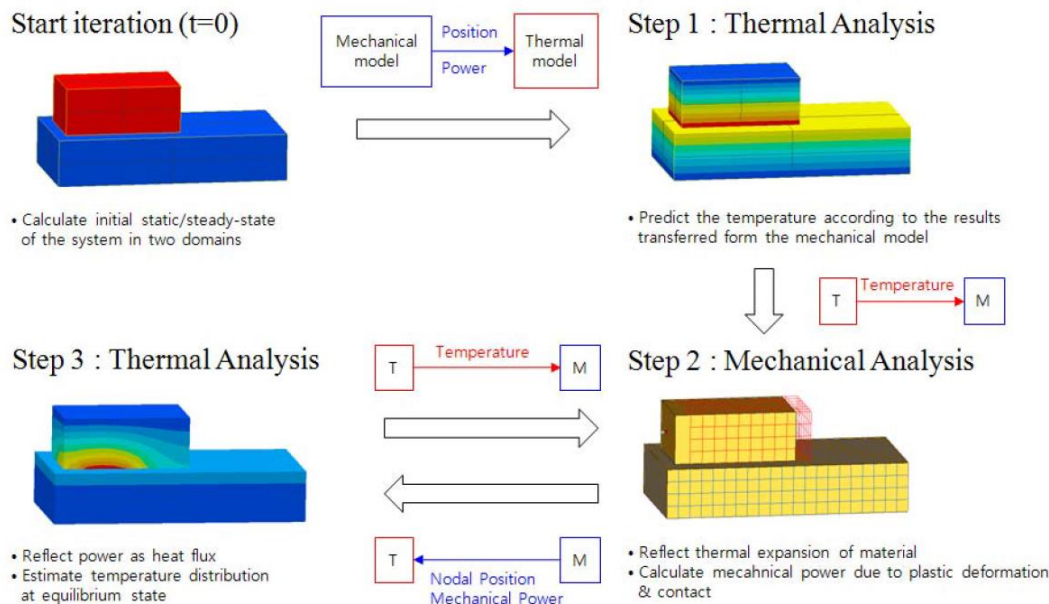 Start iteration (t=0)
Mechanical
model
Position
Power
Thermal
model
Step 1 : Thermal Analysis
• Calculate initial static/steady-state
of the system in two domains
• Predict the temperature according to the results
transferred form the mechanical model
T
Temperature
M
Step 3 : Thermal Analysis
T
Temperature
M
Step 2 : Mechanical Analysis
• Reflect power as heat flux
• Estimate temperature distribution
at equilibrium state
T
M
Nodal Position
Mechanical Power
• Reflect thermal expansion of material
• Calculate mecahnical power due to plastic deformation
& contact